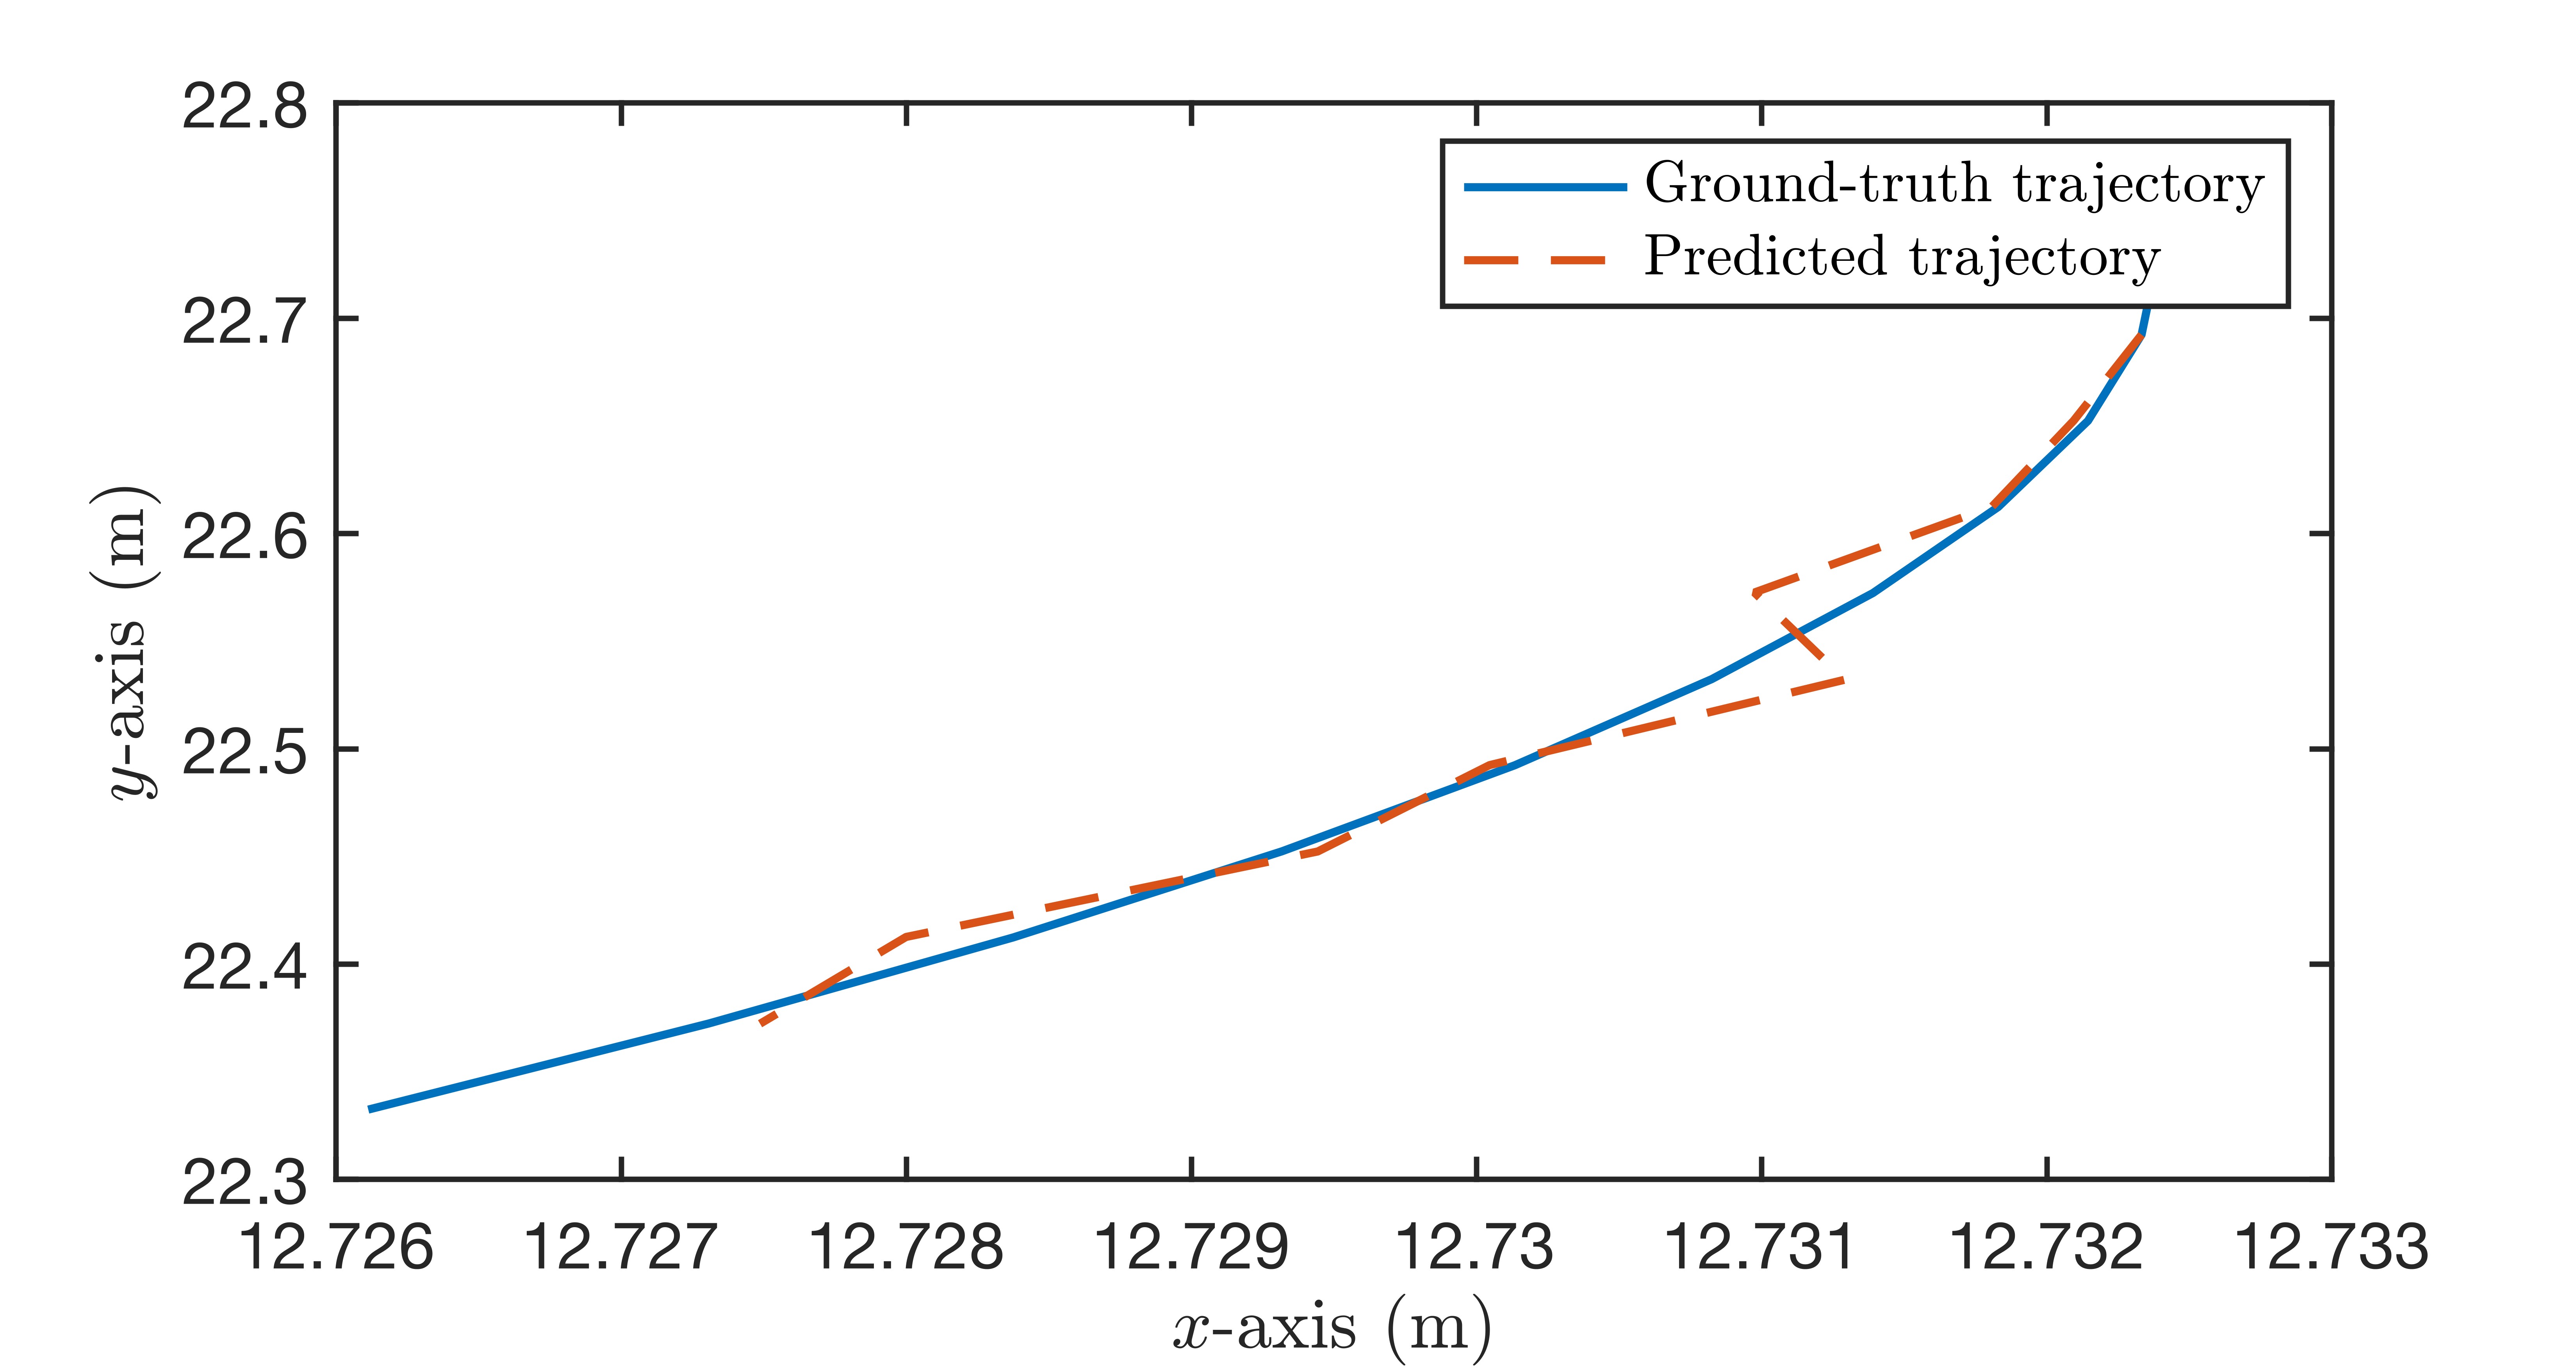 22.8
Ground-truth trajectory
Predicted trajectory
22.7
22.6
22.5
22.4
22.3
y-axis (m)
12.726 12.727 12.728 12.729 12.73 12.731 12.732 12.733
x-axis (m)